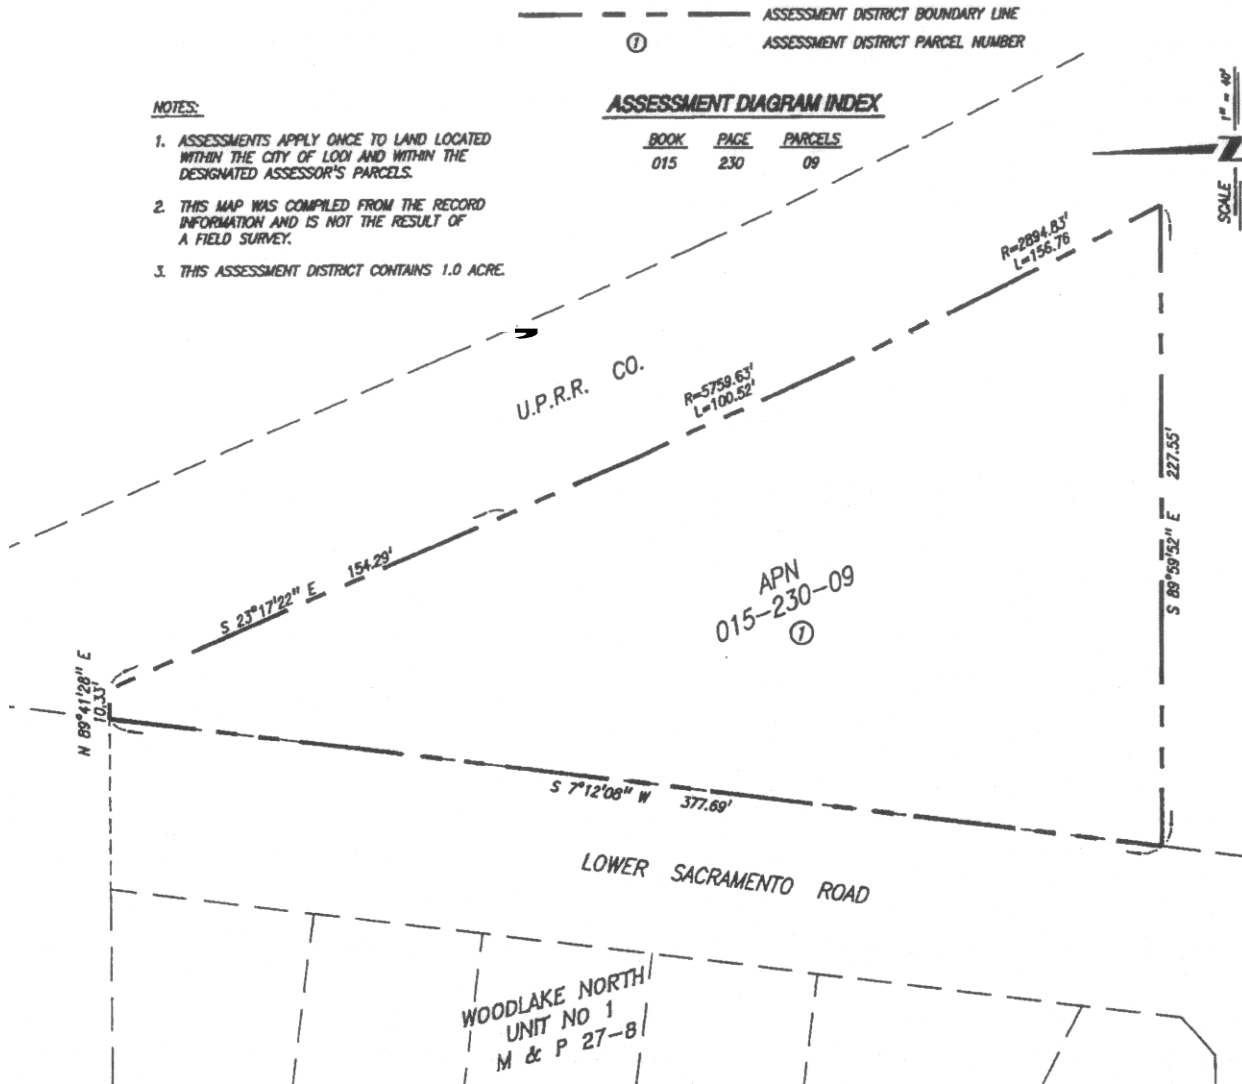 ASSESSMENT DISTRICT BOUNDARY LINE
① ASSESSMENT DISTRICT PARCEL NUMBER
NOTES:
1. ASSESSMENTS APPLY ONCE TO LAND LOCATED
WITHIN THE CITY OF LODI AND WITHIN THE
DESIGNATED ASSESSOR'S PARCELS.
2. THIS MAP WAS COMPILED FROM THE RECORD
INFORMATION AND IS NOT THE RESULT OF
A FIELD SURVEY.
3. THIS ASSESSMENT DISTRICT CONTAINS 1.0 ACRE.
ASSESSMENT DIAGRAM INDEX
BOOK PAGE PARCELS
015 230 09
SCALE 1" = 40'
R=2894.83'
L=156.76
U.P.R.R. CO.
R=5759.63'
L=100.52'
S 23°17'22" E 154.29'
S 89°59'52" E 227.55'
APN
015-230-09
①
N 89°41'28" E
10.33'
S 7°12'08" W 377.69'
LOWER SACRAMENTO ROAD
WOODLAKE NORTH
UNIT NO 1
M & P 27-8